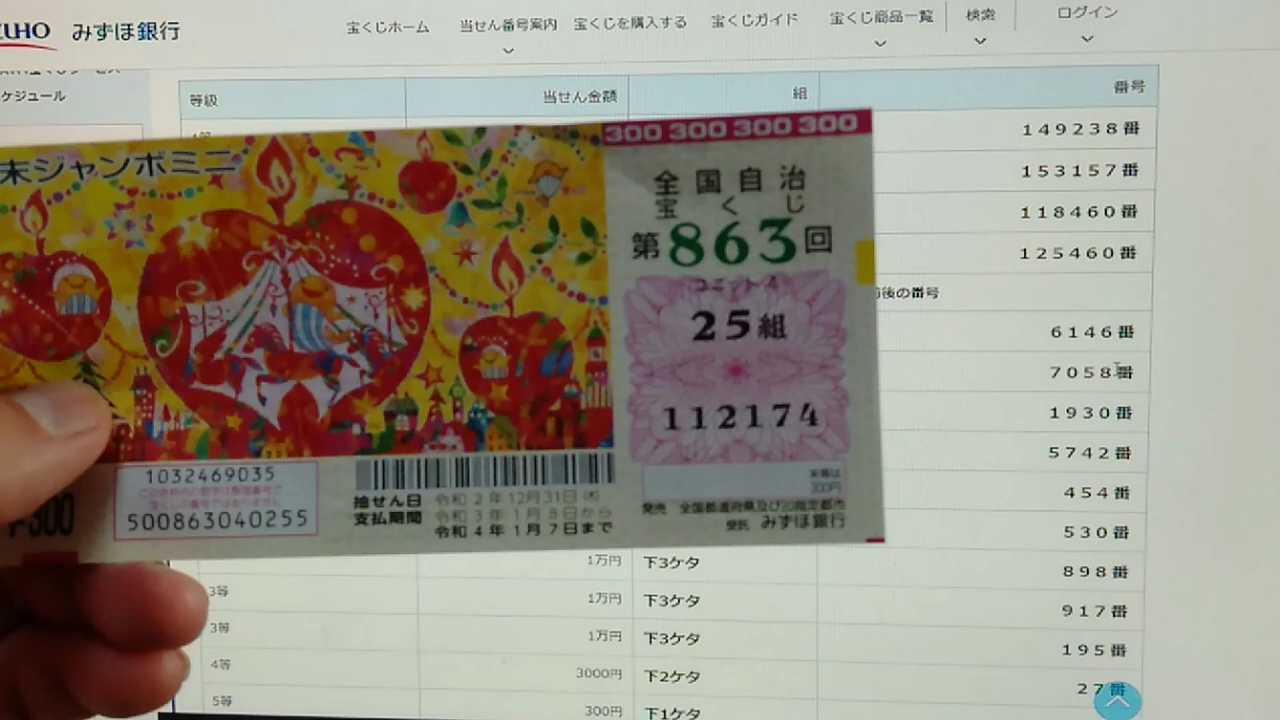 みずほ銀行
宝くじホーム 当せん番号案内 宝くじを購入する 宝くじガイド 宝くじ商品一覧 検索 ログイン
ケジュール
等級 当せん金額 組 番号
149238番
153157番
118460番
125460番
後の番号
6146番
7058番
1930番
5742番
454番
530番
1万円 下3ケタ 898番
3等 1万円 下3ケタ 917番
3等 1万円 下3ケタ 195番
4等 3000円 下2ケタ 27番
5等 300円 下1ケタ
末ジャンボミニ
300 300 300 300
全国自治
宝くじ
第863回
ユニット4
25組
112174
1032469035
500863040255
抽せん日 令和2年12月31日(木)
支払期間 令和3年1月8日から
令和4年1月7日まで
末等は
300円
発売 全国都道府県及び20指定都市
受託 みずほ銀行